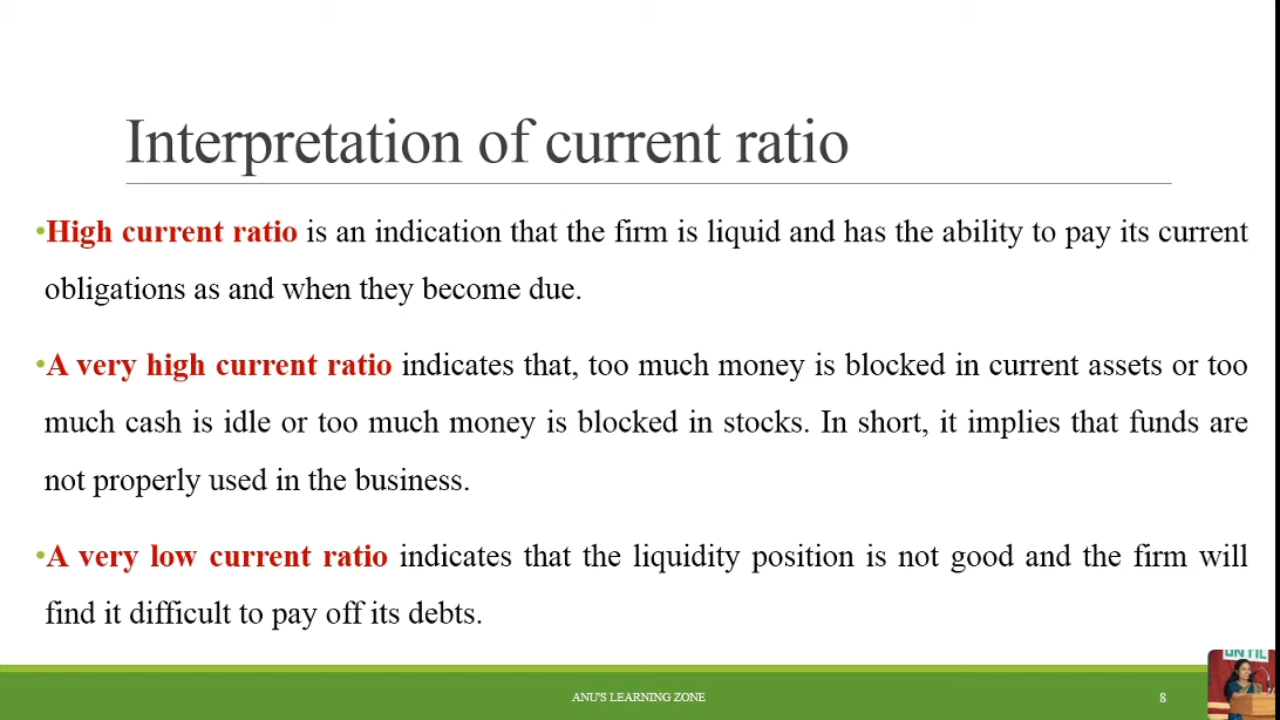 Interpretation of current ratio
•High current ratio is an indication that the firm is liquid and has the ability to pay its current
obligations as and when they become due.
•A very high current ratio indicates that, too much money is blocked in current assets or too
much cash is idle or too much money is blocked in stocks. In short, it implies that funds are
not properly used in the business.
•A very low current ratio indicates that the liquidity position is not good and the firm will
find it difficult to pay off its debts.
ANU'S LEARNING ZONE
8